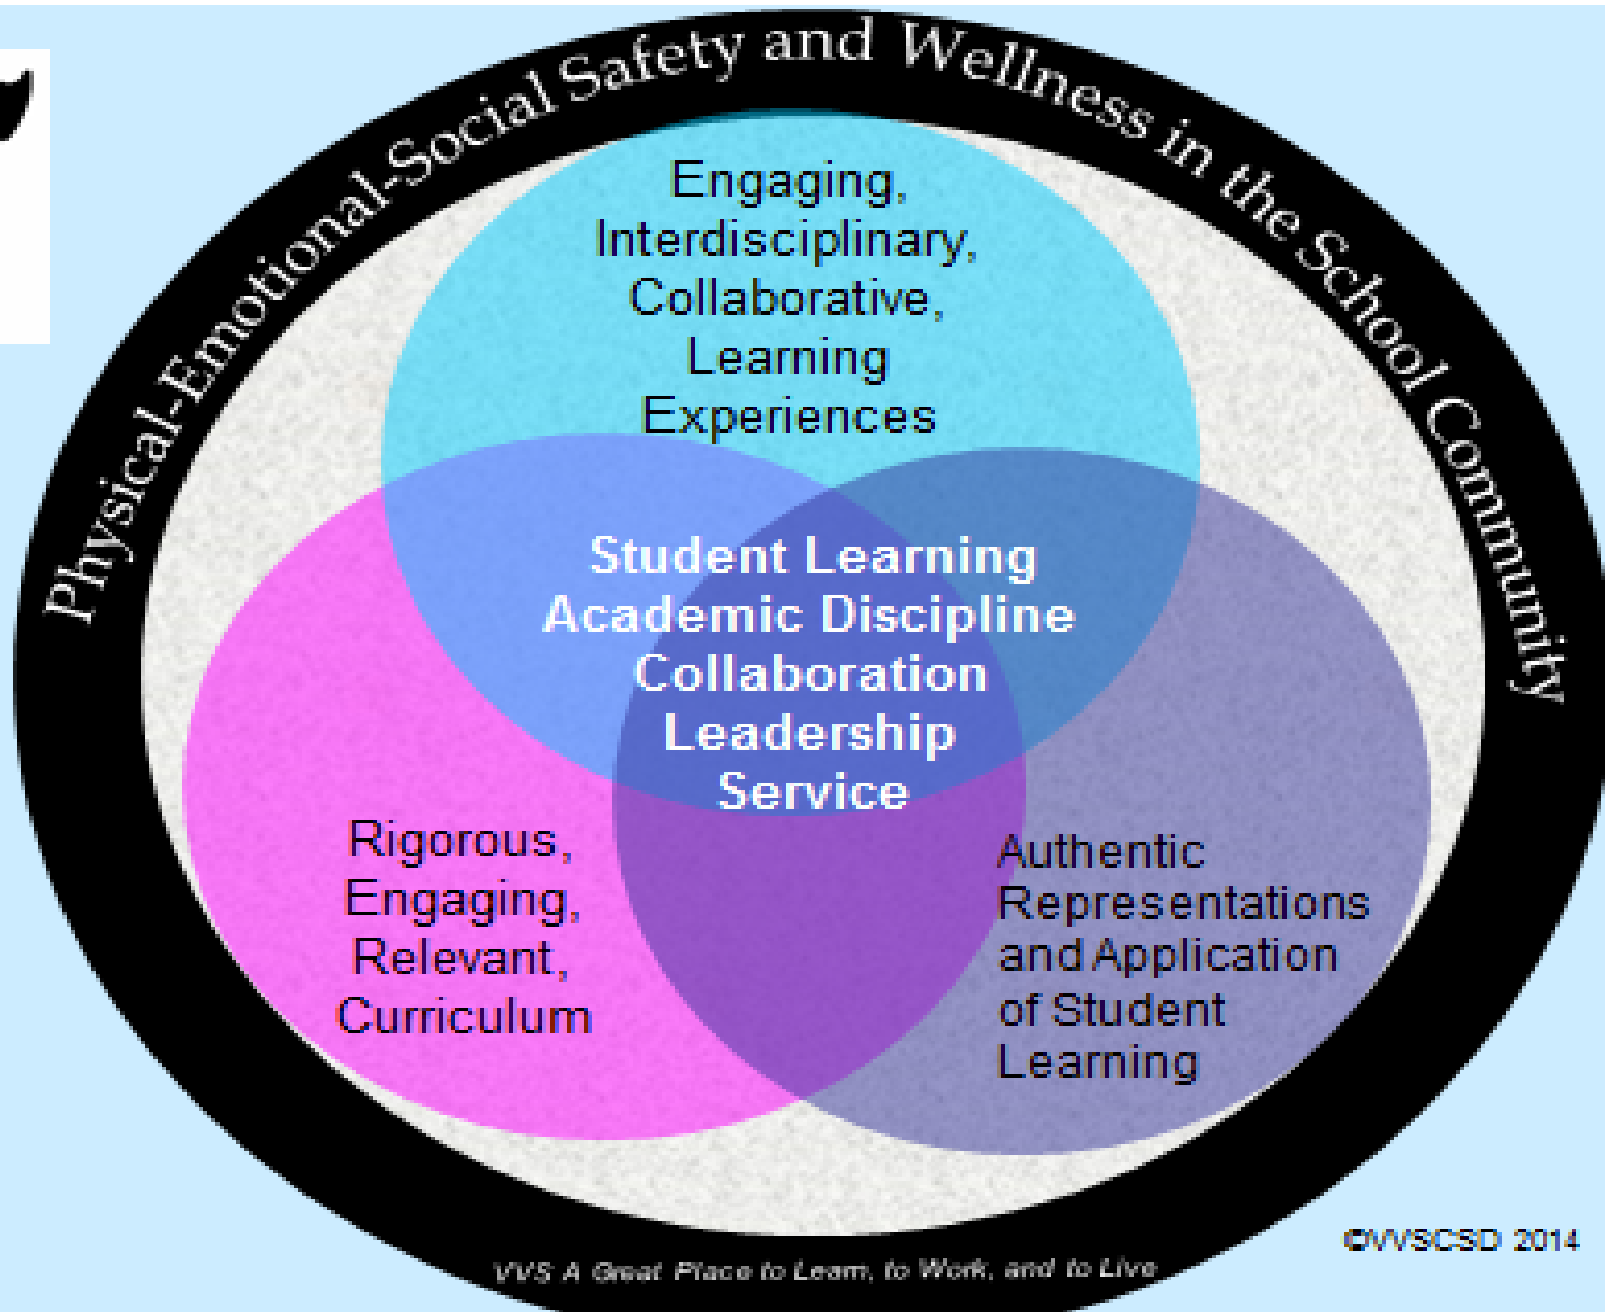 Physical-Emotional-Social Safety and Wellness in the School Community
Engaging,
Interdisciplinary,
Collaborative,
Learning
Experiences
Student Learning
Academic Discipline
Collaboration
Leadership
Service
Rigorous,
Engaging,
Relevant,
Curriculum
Authentic
Representations
and Application
of Student
Learning
©VVSCSD 2014
VVS A Great Place to Learn, to Work, and to Live